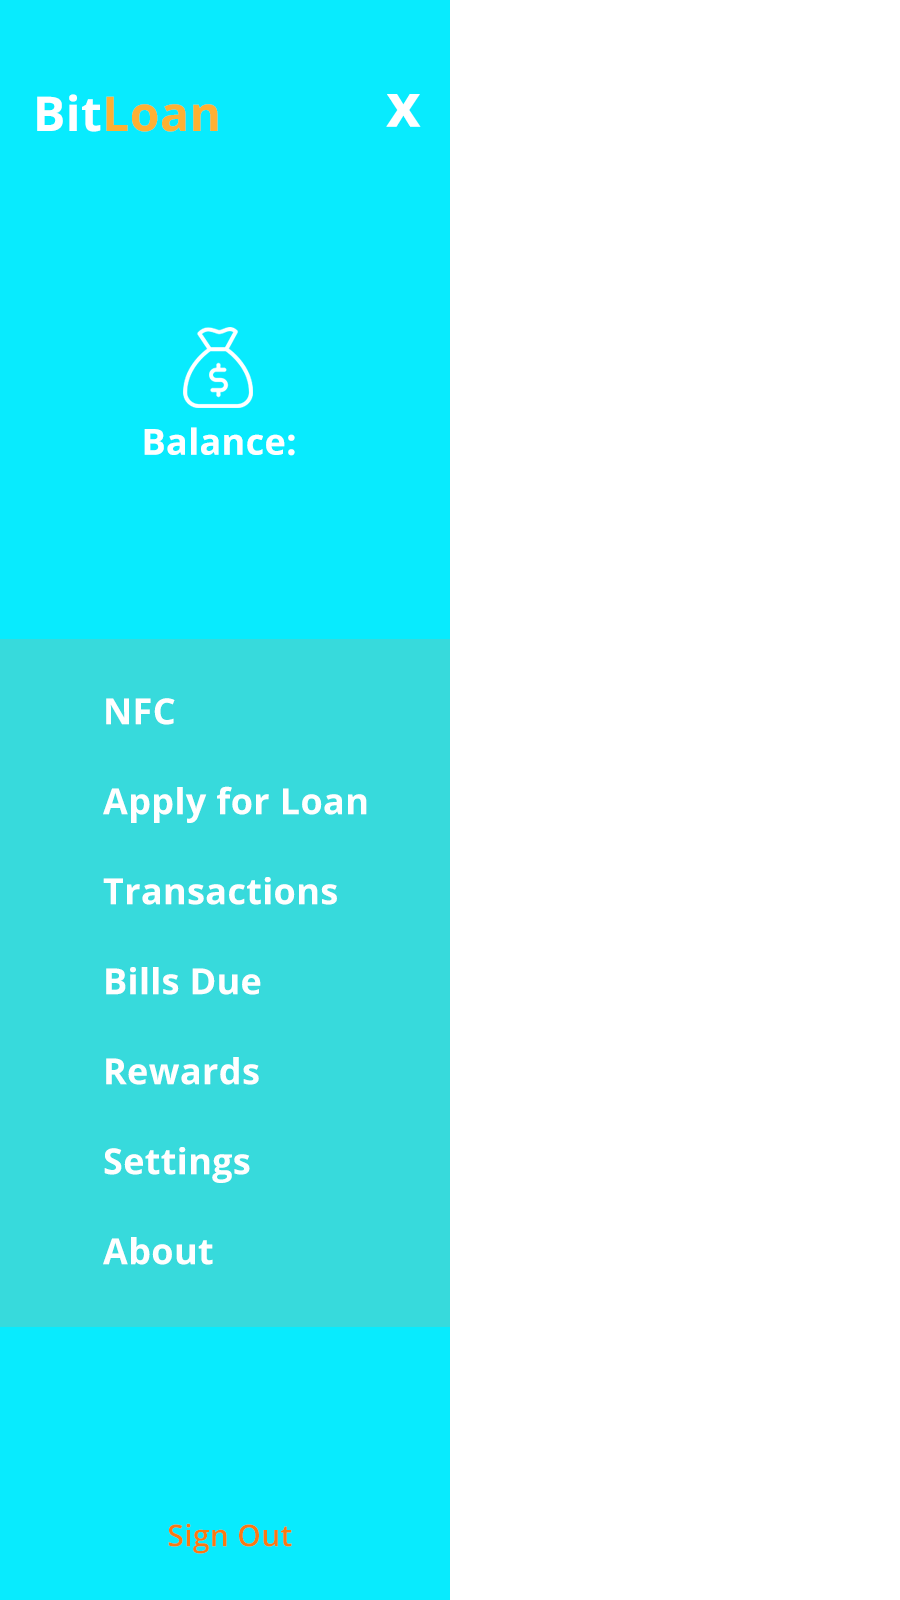 BitLoan
X
$
Balance:
NFC
Apply for Loan
Transactions
Bills Due
Rewards
Settings
About
Sign Out